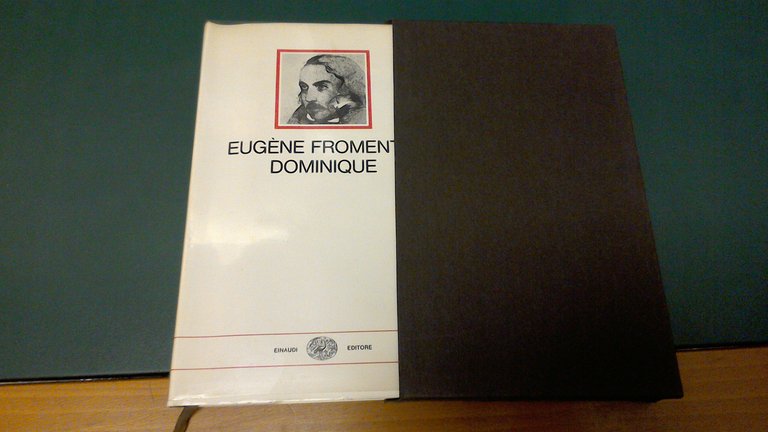 EUGÈNE FROMENT
DOMINIQUE
EINAUDI EDITORE